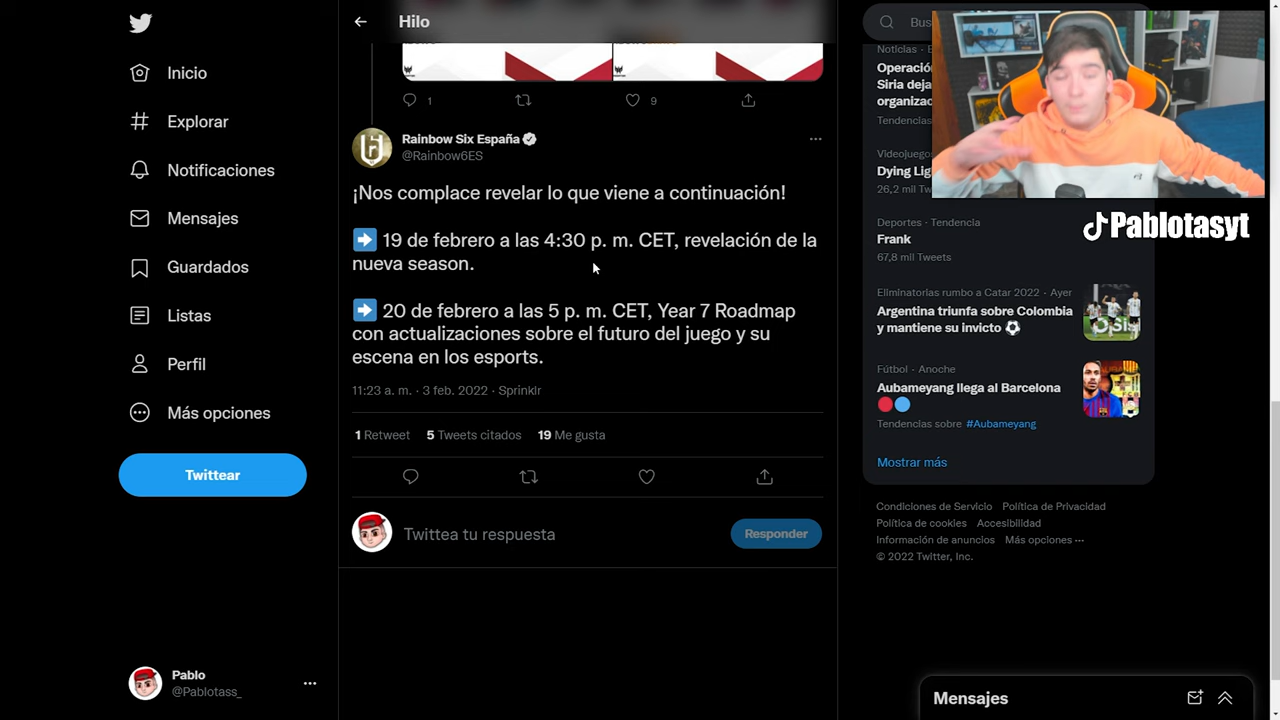 Inicio
Explorar
Notificaciones
Mensajes
Guardados
Listas
Perfil
Más opciones
Twittear
Pablo
@Pablotass_
Hilo
1
9
Rainbow Six España
@Rainbow6ES
¡Nos complace revelar lo que viene a continuación!
➡ 19 de febrero a las 4:30 p. m. CET, revelación de la
nueva season.
➡ 20 de febrero a las 5 p. m. CET, Year 7 Roadmap
con actualizaciones sobre el futuro del juego y su
escena en los esports.
11:23 a. m. · 3 feb. 2022 · Sprinklr
1 Retweet 5 Tweets citados 19 Me gusta
Twittea tu respuesta
Responder
Bus
Noticias · E
Operación
Siria deja
organizac
Tendencias
Videojuego
Dying Lig
26,2 mil Tw
Pablotasyt
Deportes · Tendencia
Frank
67,8 mil Tweets
Eliminatorias rumbo a Catar 2022 · Ayer
Argentina triunfa sobre Colombia
y mantiene su invicto ⚽
Fútbol · Anoche
Aubameyang llega al Barcelona
🔴🔵
Tendencias sobre #Aubameyang
Mostrar más
Condiciones de Servicio Política de Privacidad
Política de cookies Accesibilidad
Información de anuncios Más opciones ···
© 2022 Twitter, Inc.
Mensajes